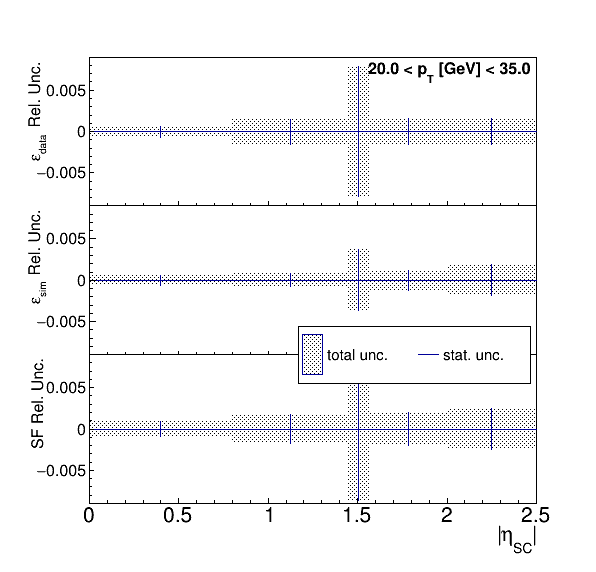 20.0 < p_T [GeV] < 35.0
ε_data Rel. Unc.
0.005
0
−0.005
ε_sim Rel. Unc.
0.005
0
−0.005
total unc. stat. unc.
SF Rel. Unc.
0.005
0
−0.005
0 0.5 1 1.5 2 2.5
|η_SC|